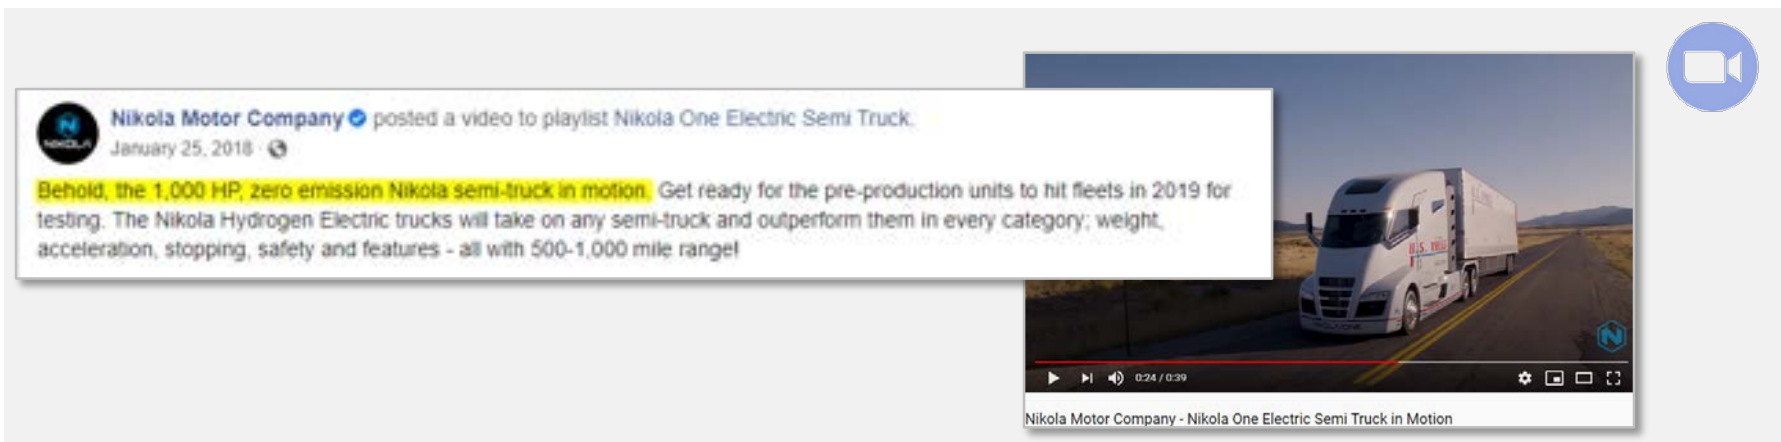 Nikola Motor Company posted a video to playlist Nikola One Electric Semi Truck.
January 25, 2018
Behold, the 1,000 HP, zero emission Nikola semi-truck in motion. Get ready for the pre-production units to hit fleets in 2019 for
testing. The Nikola Hydrogen Electric trucks will take on any semi-truck and outperform them in every category; weight,
acceleration, stopping, safety and features - all with 500-1,000 mile range!
NIKOLA
U.S.
NIKOLA ONE
0:24 / 0:39
Nikola Motor Company - Nikola One Electric Semi Truck in Motion